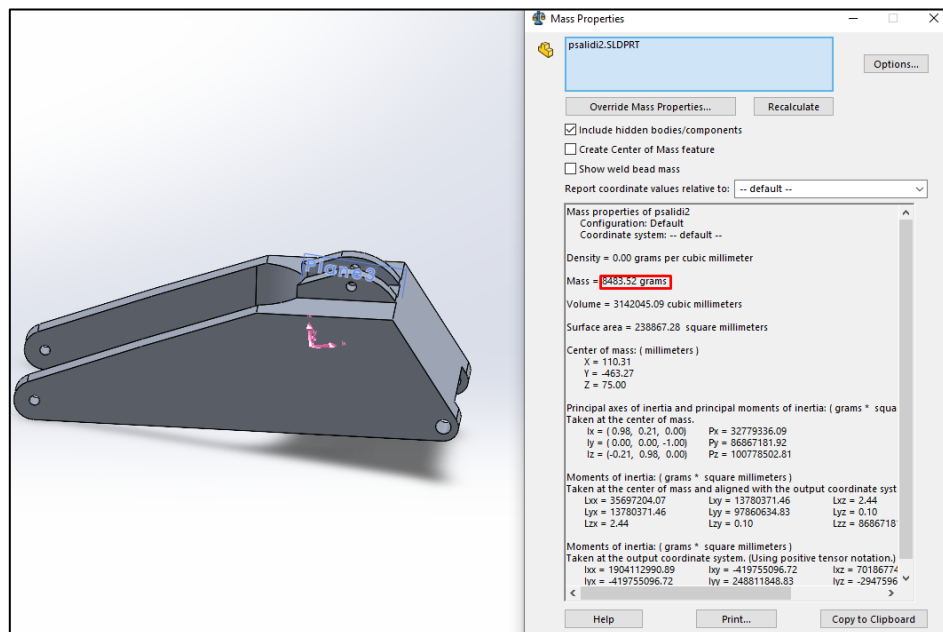 Mass Properties
psalidi2.SLDPRT
Options...
Override Mass Properties...
Recalculate
Include hidden bodies/components
Create Center of Mass feature
Show weld bead mass
Report coordinate values relative to:
-- default --
Mass properties of psalidi2
Configuration: Default
Coordinate system: -- default --
Density = 0.00 grams per cubic millimeter
Mass = 8483.52 grams
Volume = 3142045.09 cubic millimeters
Surface area = 238867.28 square millimeters
Center of mass: ( millimeters )
X = 110.31
Y = -463.27
Z = 75.00
Principal axes of inertia and principal moments of inertia: ( grams * squa
Taken at the center of mass.
Ix = ( 0.98, 0.21, 0.00) Px = 32779336.09
Iy = ( 0.00, 0.00, -1.00) Py = 86867181.92
Iz = (-0.21, 0.98, 0.00) Pz = 100778502.81
Moments of inertia: ( grams * square millimeters )
Taken at the center of mass and aligned with the output coordinate syst
Lxx = 35697204.07 Lxy = 13780371.46 Lxz = 2.44
Lyx = 13780371.46 Lyy = 97860634.83 Lyz = 0.10
Lzx = 2.44 Lzy = 0.10 Lzz = 8686718
Moments of inertia: ( grams * square millimeters )
Taken at the output coordinate system. (Using positive tensor notation.)
Ixx = 1904112990.89 Ixy = -419755096.72 Ixz = 70186774
Iyx = -419755096.72 Iyy = 248811848.83 Iyz = -2947596
Help
Print...
Copy to Clipboard
Plane3